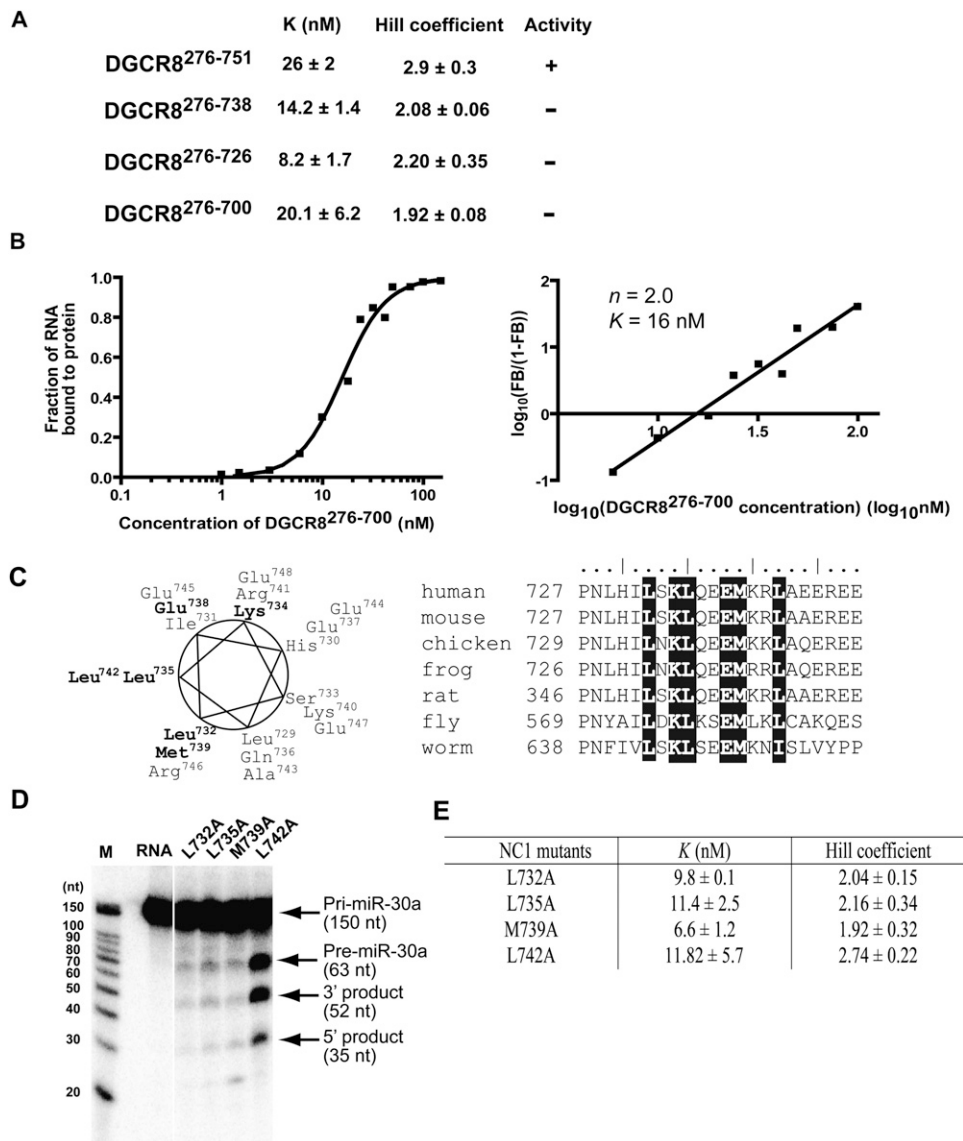 A
K (nM) Hill coefficient Activity
DGCR8276-751 26 ± 2 2.9 ± 0.3 +
DGCR8276-738 14.2 ± 1.4 2.08 ± 0.06 −
DGCR8276-726 8.2 ± 1.7 2.20 ± 0.35 −
DGCR8276-700 20.1 ± 6.2 1.92 ± 0.08 −
B
Fraction of RNA
bound to protein
1.0
0.8
0.6
0.4
0.2
0.0
0.1 1 10 100
Concentration of DGCR8276-700 (nM)
log10(FB/(1-FB))
2
1
0
-1
n = 2.0
K = 16 nM
1.0 1.5 2.0
log10(DGCR8276-700 concentration) (log10nM)
C
Glu748
Glu745 Arg741
Glu738 Lys734 Glu744
Ile731 Glu737
His730
Leu742 Leu735
Ser733
Lys740
Leu732 Leu729 Glu747
Met739 Gln736
Arg746 Ala743
....|....|....|....|..
human 727 PNLHILSKLQEEMKRLAEEREE
mouse 727 PNLHILSKLQEEMKRLAAEREE
chicken 729 PNLHILNKLQEEMKRLAQEREE
frog 726 PNLHILNKLQEEMRRLAQEREE
rat 346 PNLHILSKLQEEMKRLAAEREE
fly 569 PNYAILDKLKSEMLKLCAKQES
worm 638 PNFIVLSKLSEEMKNISLVYPP
D
M RNA L732A L735A M739A L742A
(nt)
150
100
90
80
70
60
50
40
30
20
Pri-miR-30a
(150 nt)
Pre-miR-30a
(63 nt)
3' product
(52 nt)
5' product
(35 nt)
E
NC1 mutants K (nM) Hill coefficient
L732A 9.8 ± 0.1 2.04 ± 0.15
L735A 11.4 ± 2.5 2.16 ± 0.34
M739A 6.6 ± 1.2 1.92 ± 0.32
L742A 11.82 ± 5.7 2.74 ± 0.22